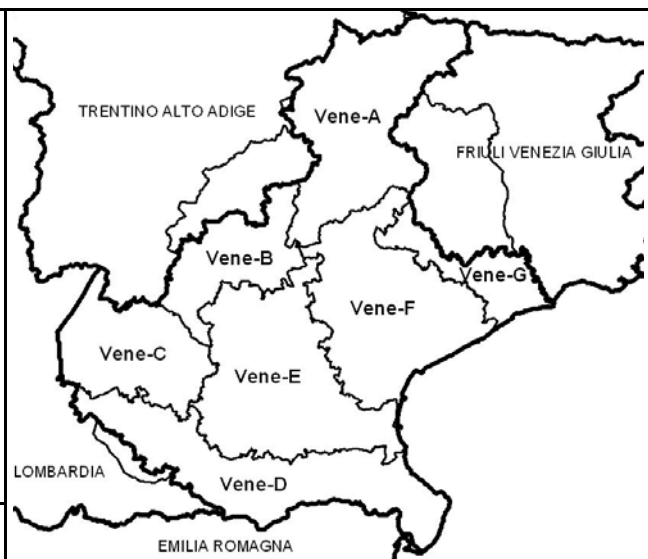 TRENTINO ALTO ADIGE
Vene-A
FRIULI VENEZIA GIULIA
Vene-B
Vene-G
Vene-F
Vene-C
Vene-E
LOMBARDIA
Vene-D
EMILIA ROMAGNA